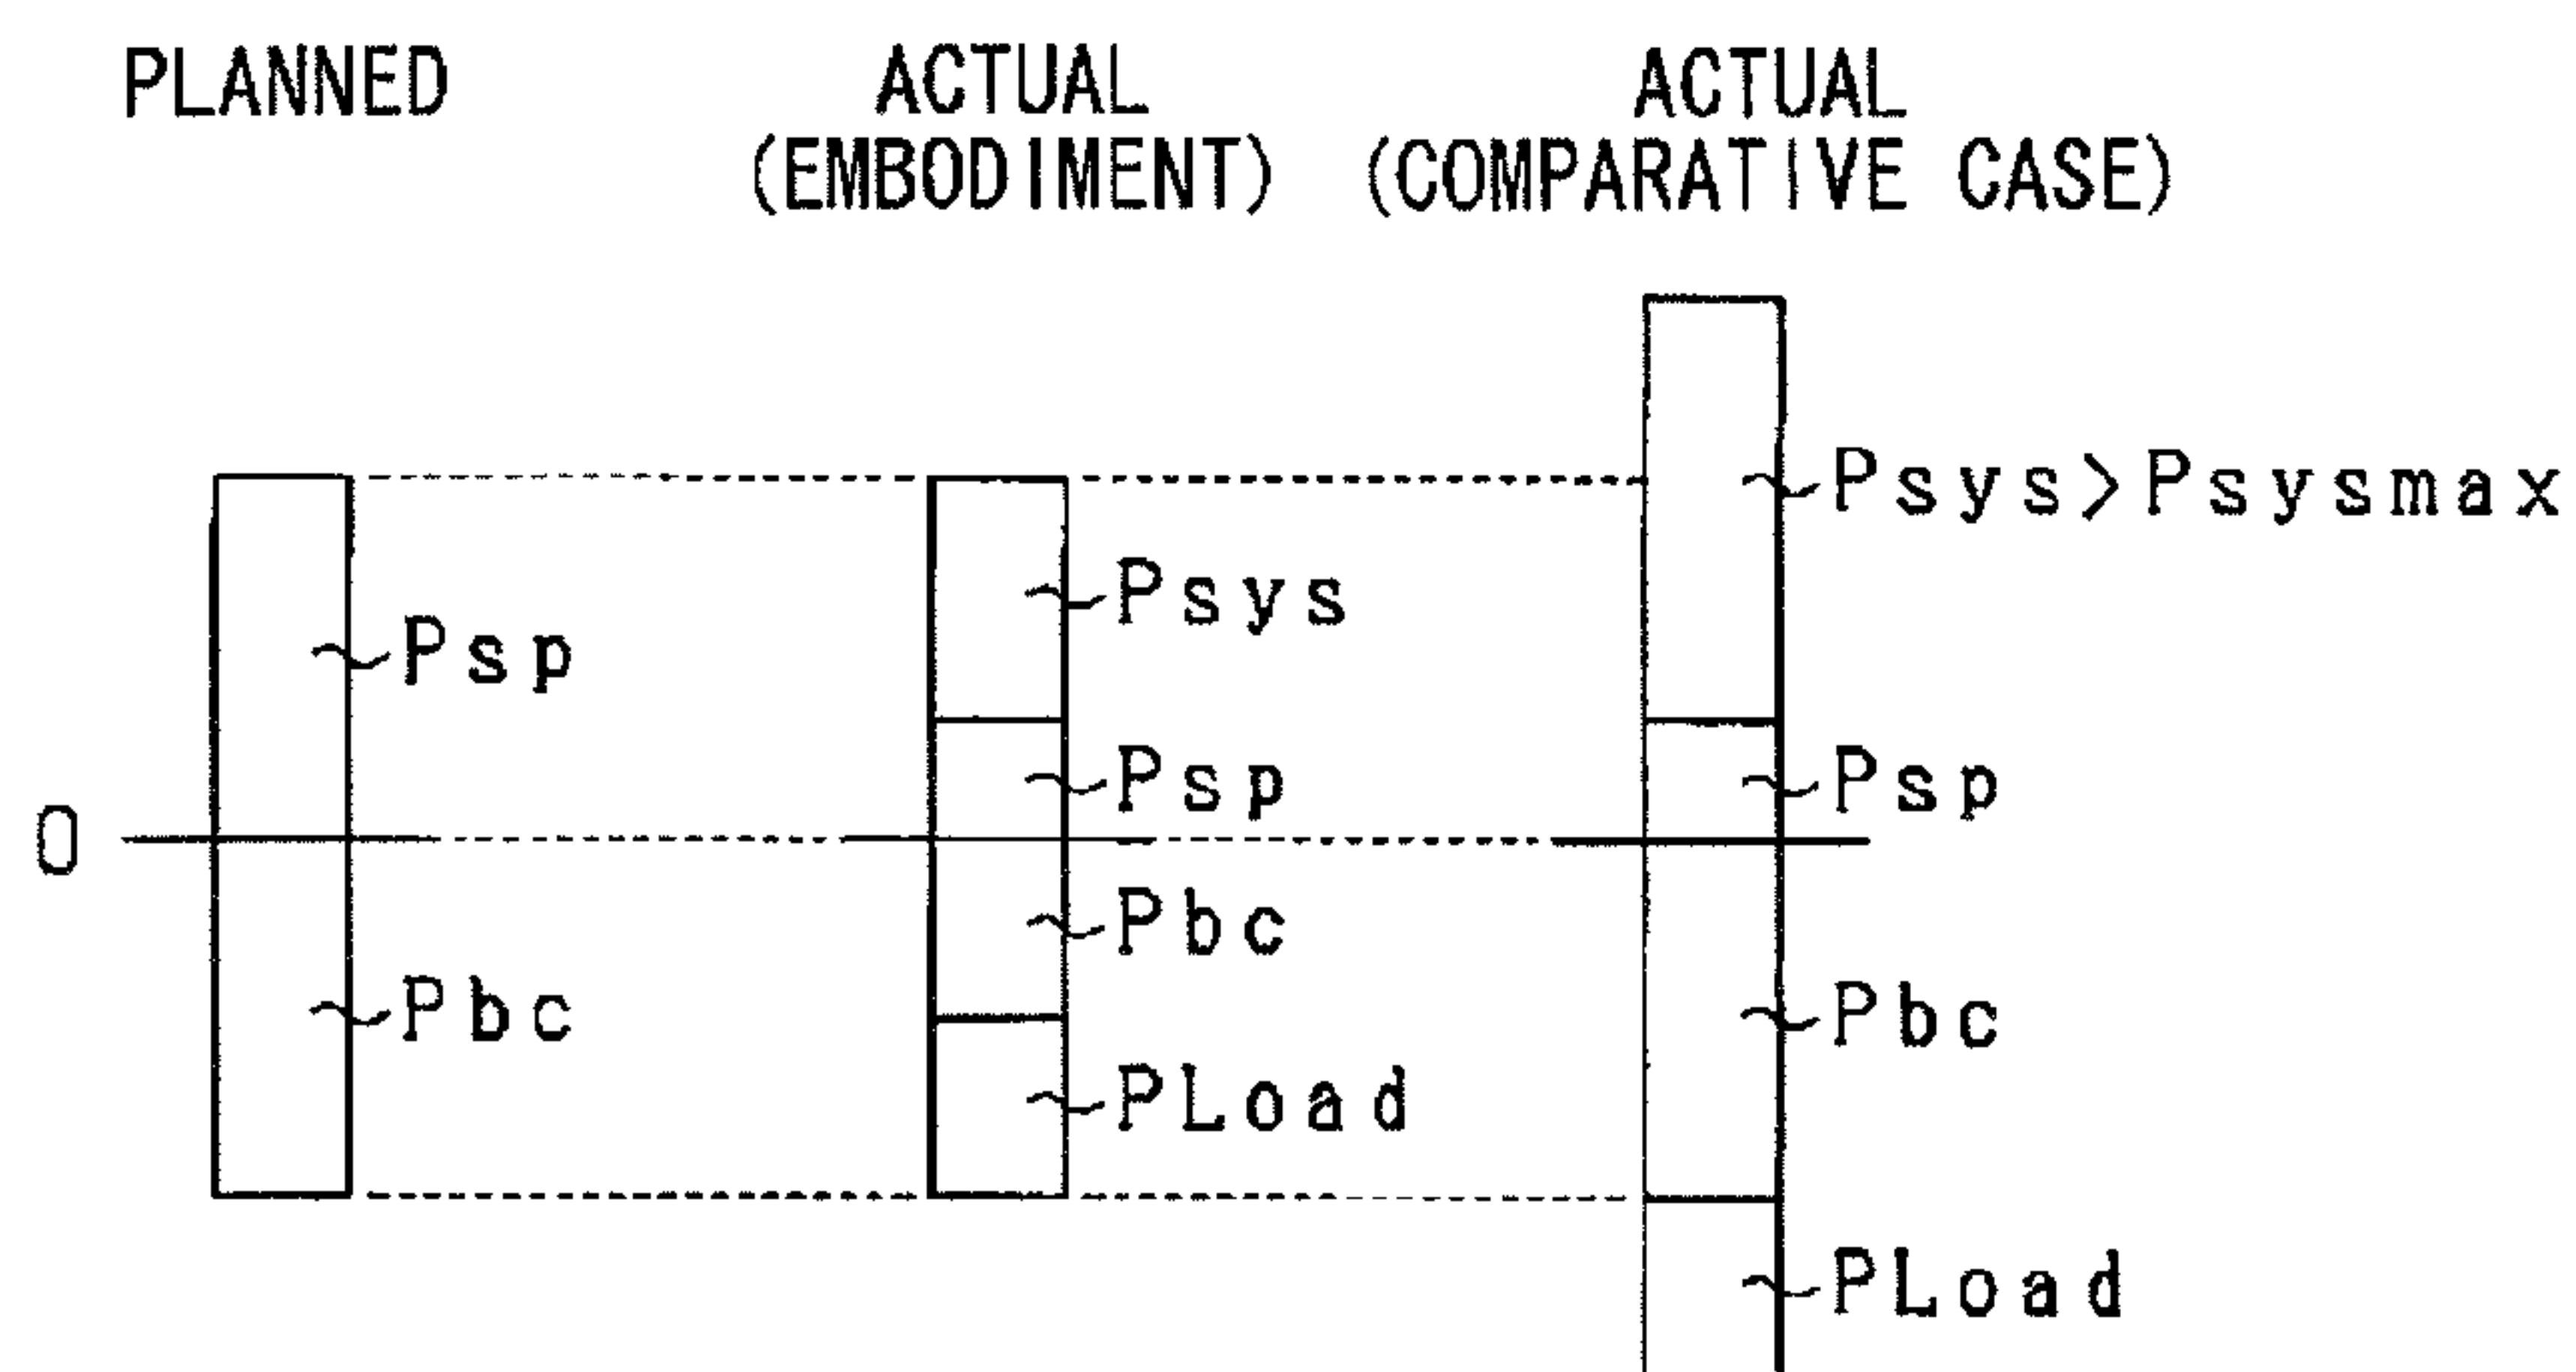 PLANNED
ACTUAL
(EMBODIMENT)
ACTUAL
(COMPARATIVE CASE)
Psp
Pbc
0
Psys
Psp
Pbc
PLoad
Psys>Psysmax
Psp
Pbc
PLoad